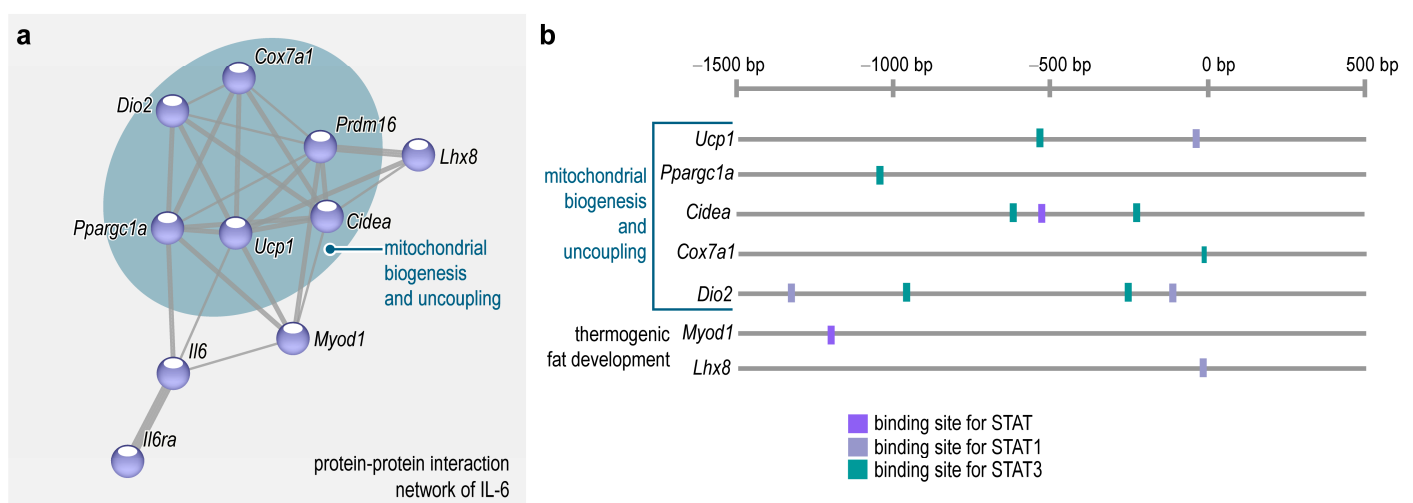 a
Cox7a1
Dio2
Prdm16
Lhx8
Ppargc1a
Ucp1
Cidea
mitochondrial
biogenesis
and uncoupling
Myod1
Il6
Il6ra
protein-protein interaction
network of IL-6
b
–1500 bp
–1000 bp
–500 bp
0 bp
500 bp
mitochondrial
biogenesis
and
uncoupling
Ucp1
Ppargc1a
Cidea
Cox7a1
Dio2
thermogenic
fat development
Myod1
Lhx8
binding site for STAT
binding site for STAT1
binding site for STAT3